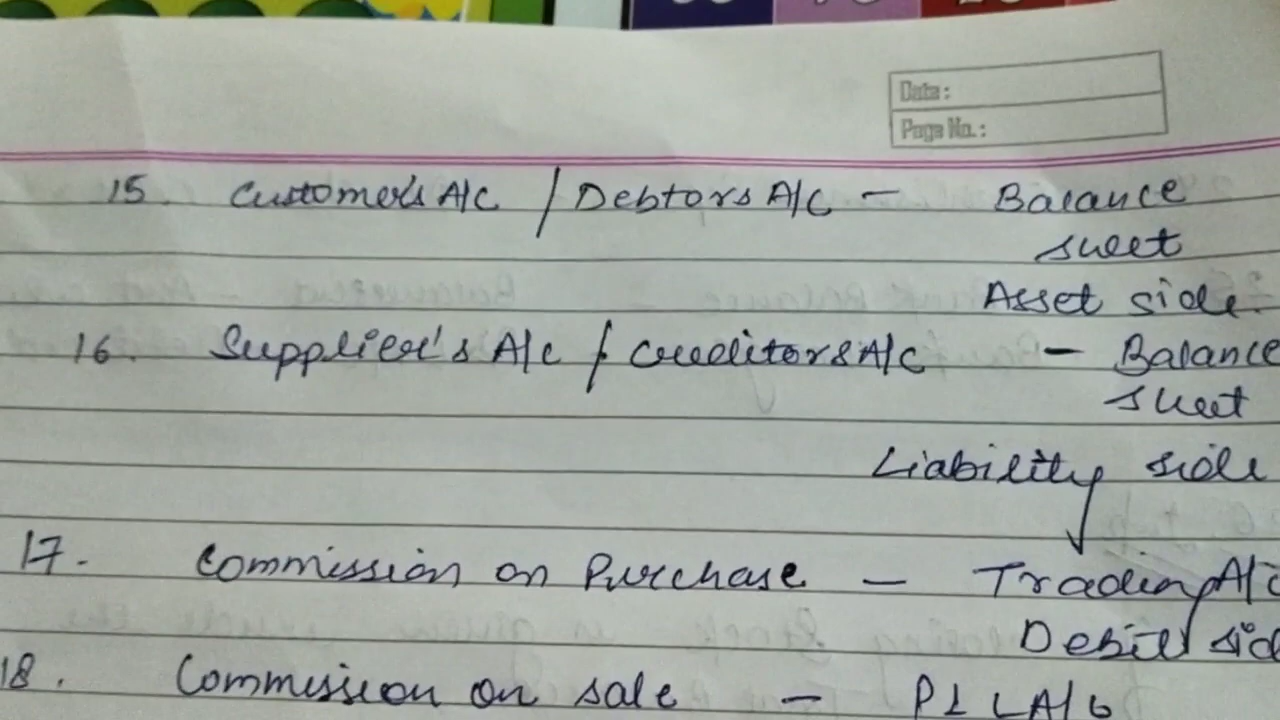 Date:
Page No.:
15. Customer's A/c / Debtors A/c - Balance
sheet
Asset side.
16. Supplier's A/c / Creditors A/c - Balance
sheet
Liability side
17. Commission on Purchase - Trading A/c
Debit sid
18. Commission on sale - P& L A/c